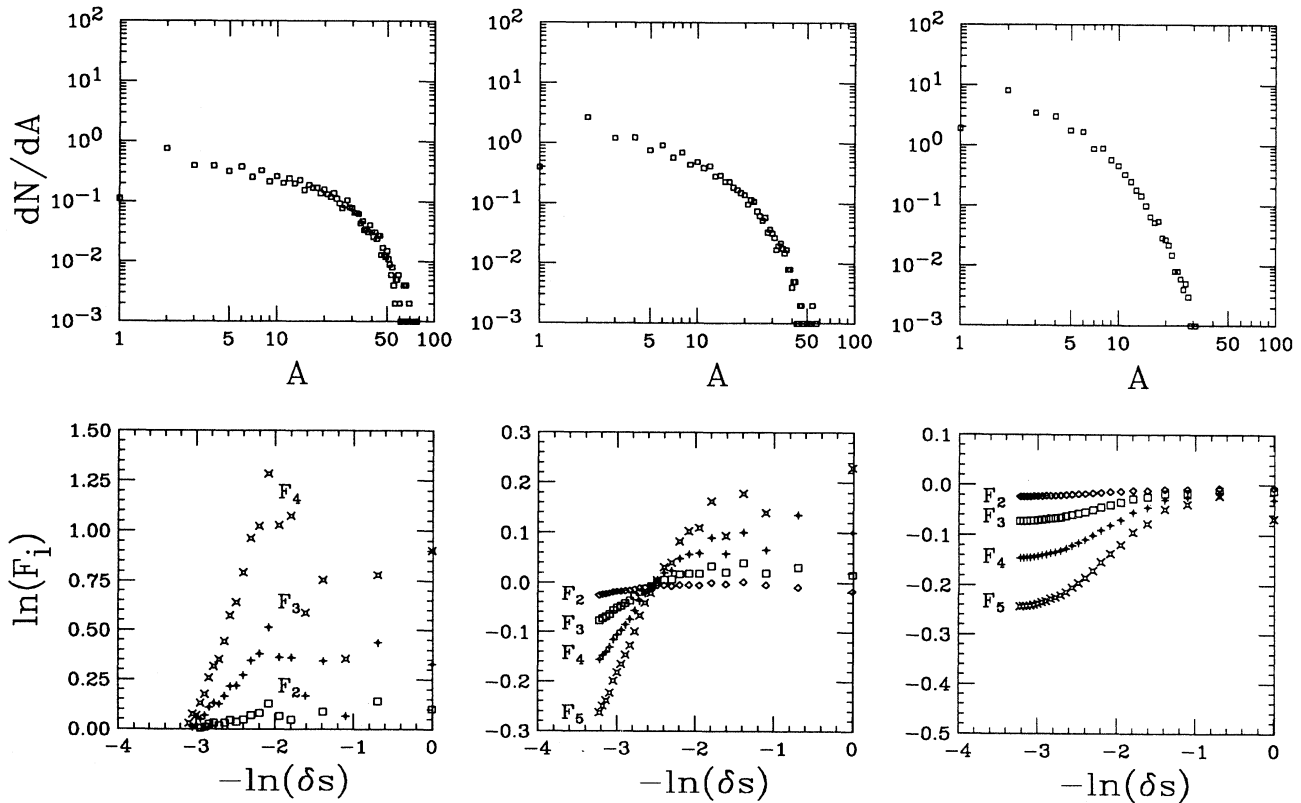 dN/dA
10² 10¹ 10⁰ 10⁻¹ 10⁻² 10⁻³
1 5 10 50 100
A
10² 10¹ 10⁰ 10⁻¹ 10⁻² 10⁻³
1 5 10 50 100
A
10² 10¹ 10⁰ 10⁻¹ 10⁻² 10⁻³
1 5 10 50 100
A
ln(Fᵢ)
1.50 1.25 1.00 0.75 0.50 0.25 0.00
F₄
F₃
F₂
−4 −3 −2 −1 0
−ln(δs)
0.3 0.2 0.1 0.0 −0.1 −0.2 −0.3
F₂
F₃
F₄
F₅
−4 −3 −2 −1 0
−ln(δs)
0.1 0.0 −0.1 −0.2 −0.3 −0.4 −0.5
F₂
F₃
F₄
F₅
−4 −3 −2 −1 0
−ln(δs)